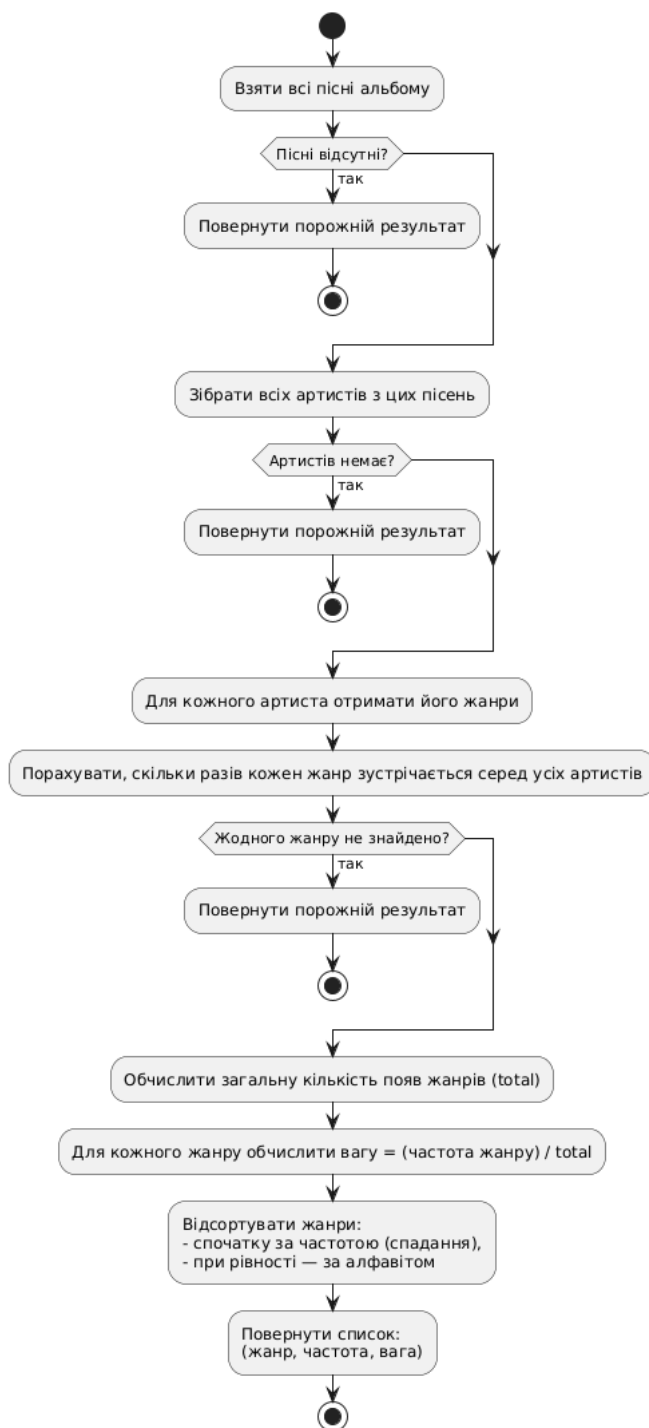 Взяти всі пісні альбому
Пісні відсутні?
так
Повернути порожній результат
Зібрати всіх артистів з цих пісень
Артистів немає?
так
Повернути порожній результат
Для кожного артиста отримати його жанри
Порахувати, скільки разів кожен жанр зустрічається серед усіх артистів
Жодного жанру не знайдено?
так
Повернути порожній результат
Обчислити загальну кількість появ жанрів (total)
Для кожного жанру обчислити вагу = (частота жанру) / total
Відсортувати жанри:
- спочатку за частотою (спадання),
- при рівності — за алфавітом
Повернути список:
(жанр, частота, вага)